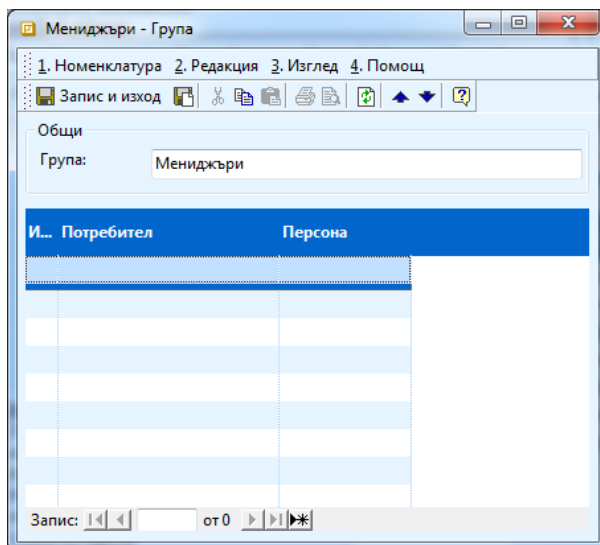 Мениджъри - Група
1. Номенклатура 2. Редакция 3. Изглед 4. Помощ
Запис и изход
Общи
Група: Мениджъри
И... Потребител Персона
Запис: от 0